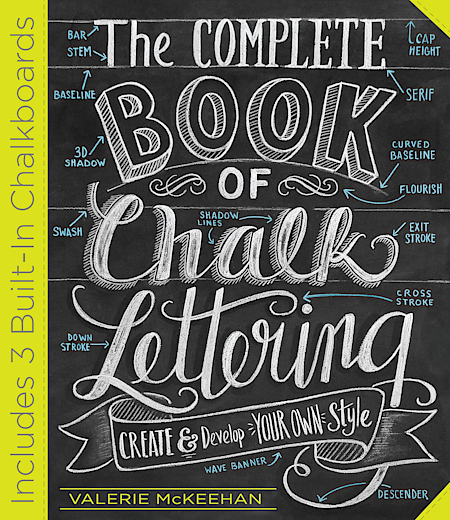 Includes 3 Built-In Chalkboards
The COMPLETE
BAR
STEM
CAP
HEIGHT
BASELINE
SERIF
BOOK
3D
SHADOW
CURVED
BASELINE
OF
FLOURISH
SHADOW
LINES
SWASH
Chalk
EXIT
STROKE
CROSS
STROKE
Lettering
DOWN
STROKE
CREATE & Develop YOUR OWN Style
WAVE BANNER
VALERIE McKEEHAN
DESCENDER